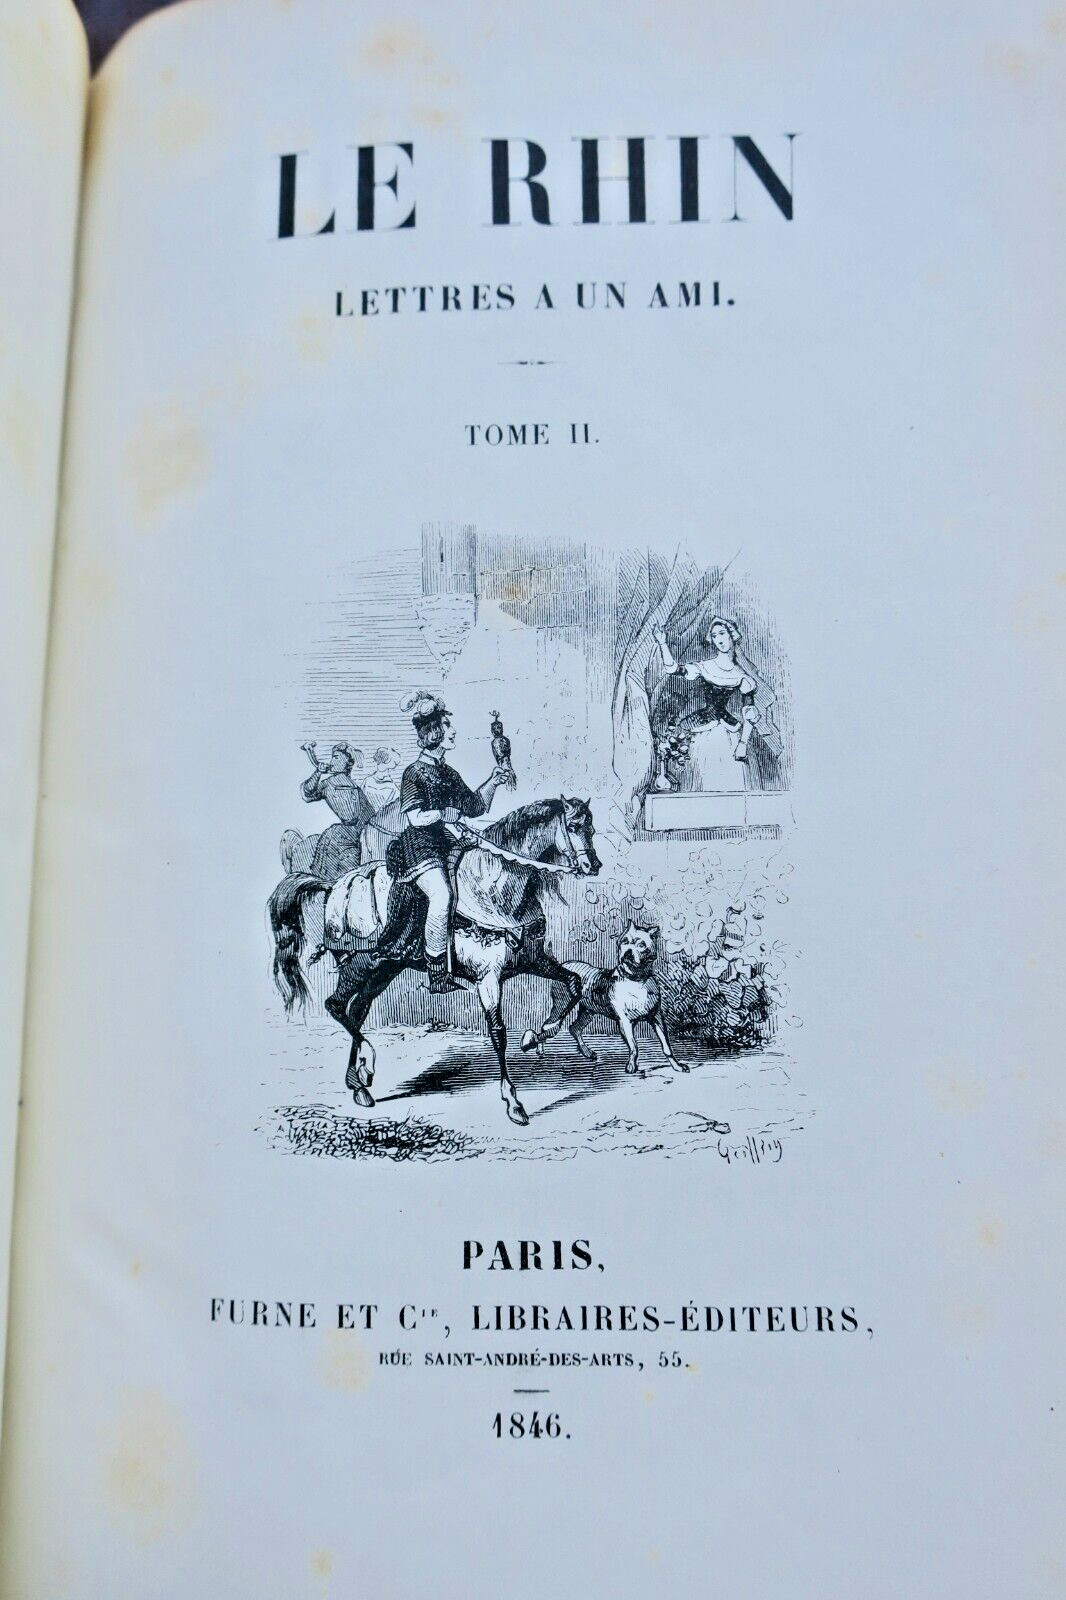 LE RHIN
LETTRES A UN AMI.
TOME II.
PARIS,
FURNE ET Cie, LIBRAIRES-ÉDITEURS,
RUE SAINT-ANDRÉ-DES-ARTS, 55.
1846.